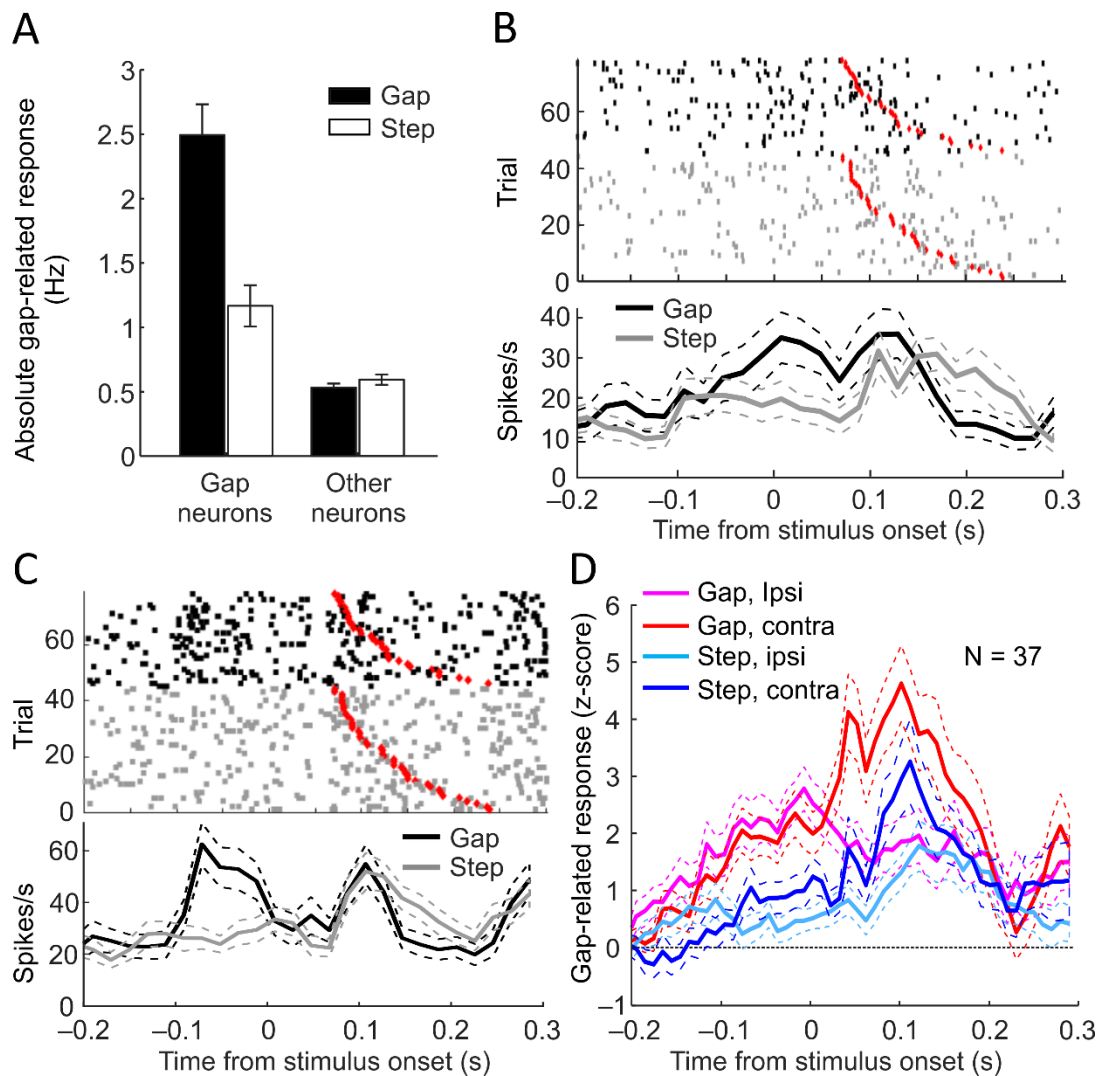 A
Absolute gap-related response
(Hz)
3
2.5
2
1.5
1
0.5
0
Gap
Step
Gap
neurons
Other
neurons
B
Trial
60
40
20
0
Spikes/s
40
30
20
10
0
Gap
Step
–0.2
–0.1
0
0.1
0.2
0.3
Time from stimulus onset (s)
C
Trial
60
40
20
0
Spikes/s
60
40
20
0
Gap
Step
–0.2
–0.1
0
0.1
0.2
0.3
Time from stimulus onset (s)
D
Gap-related response (z-score)
6
5
4
3
2
1
0
–1
Gap, Ipsi
Gap, contra
Step, ipsi
Step, contra
N = 37
–0.2
–0.1
0
0.1
0.2
0.3
Time from stimulus onset (s)